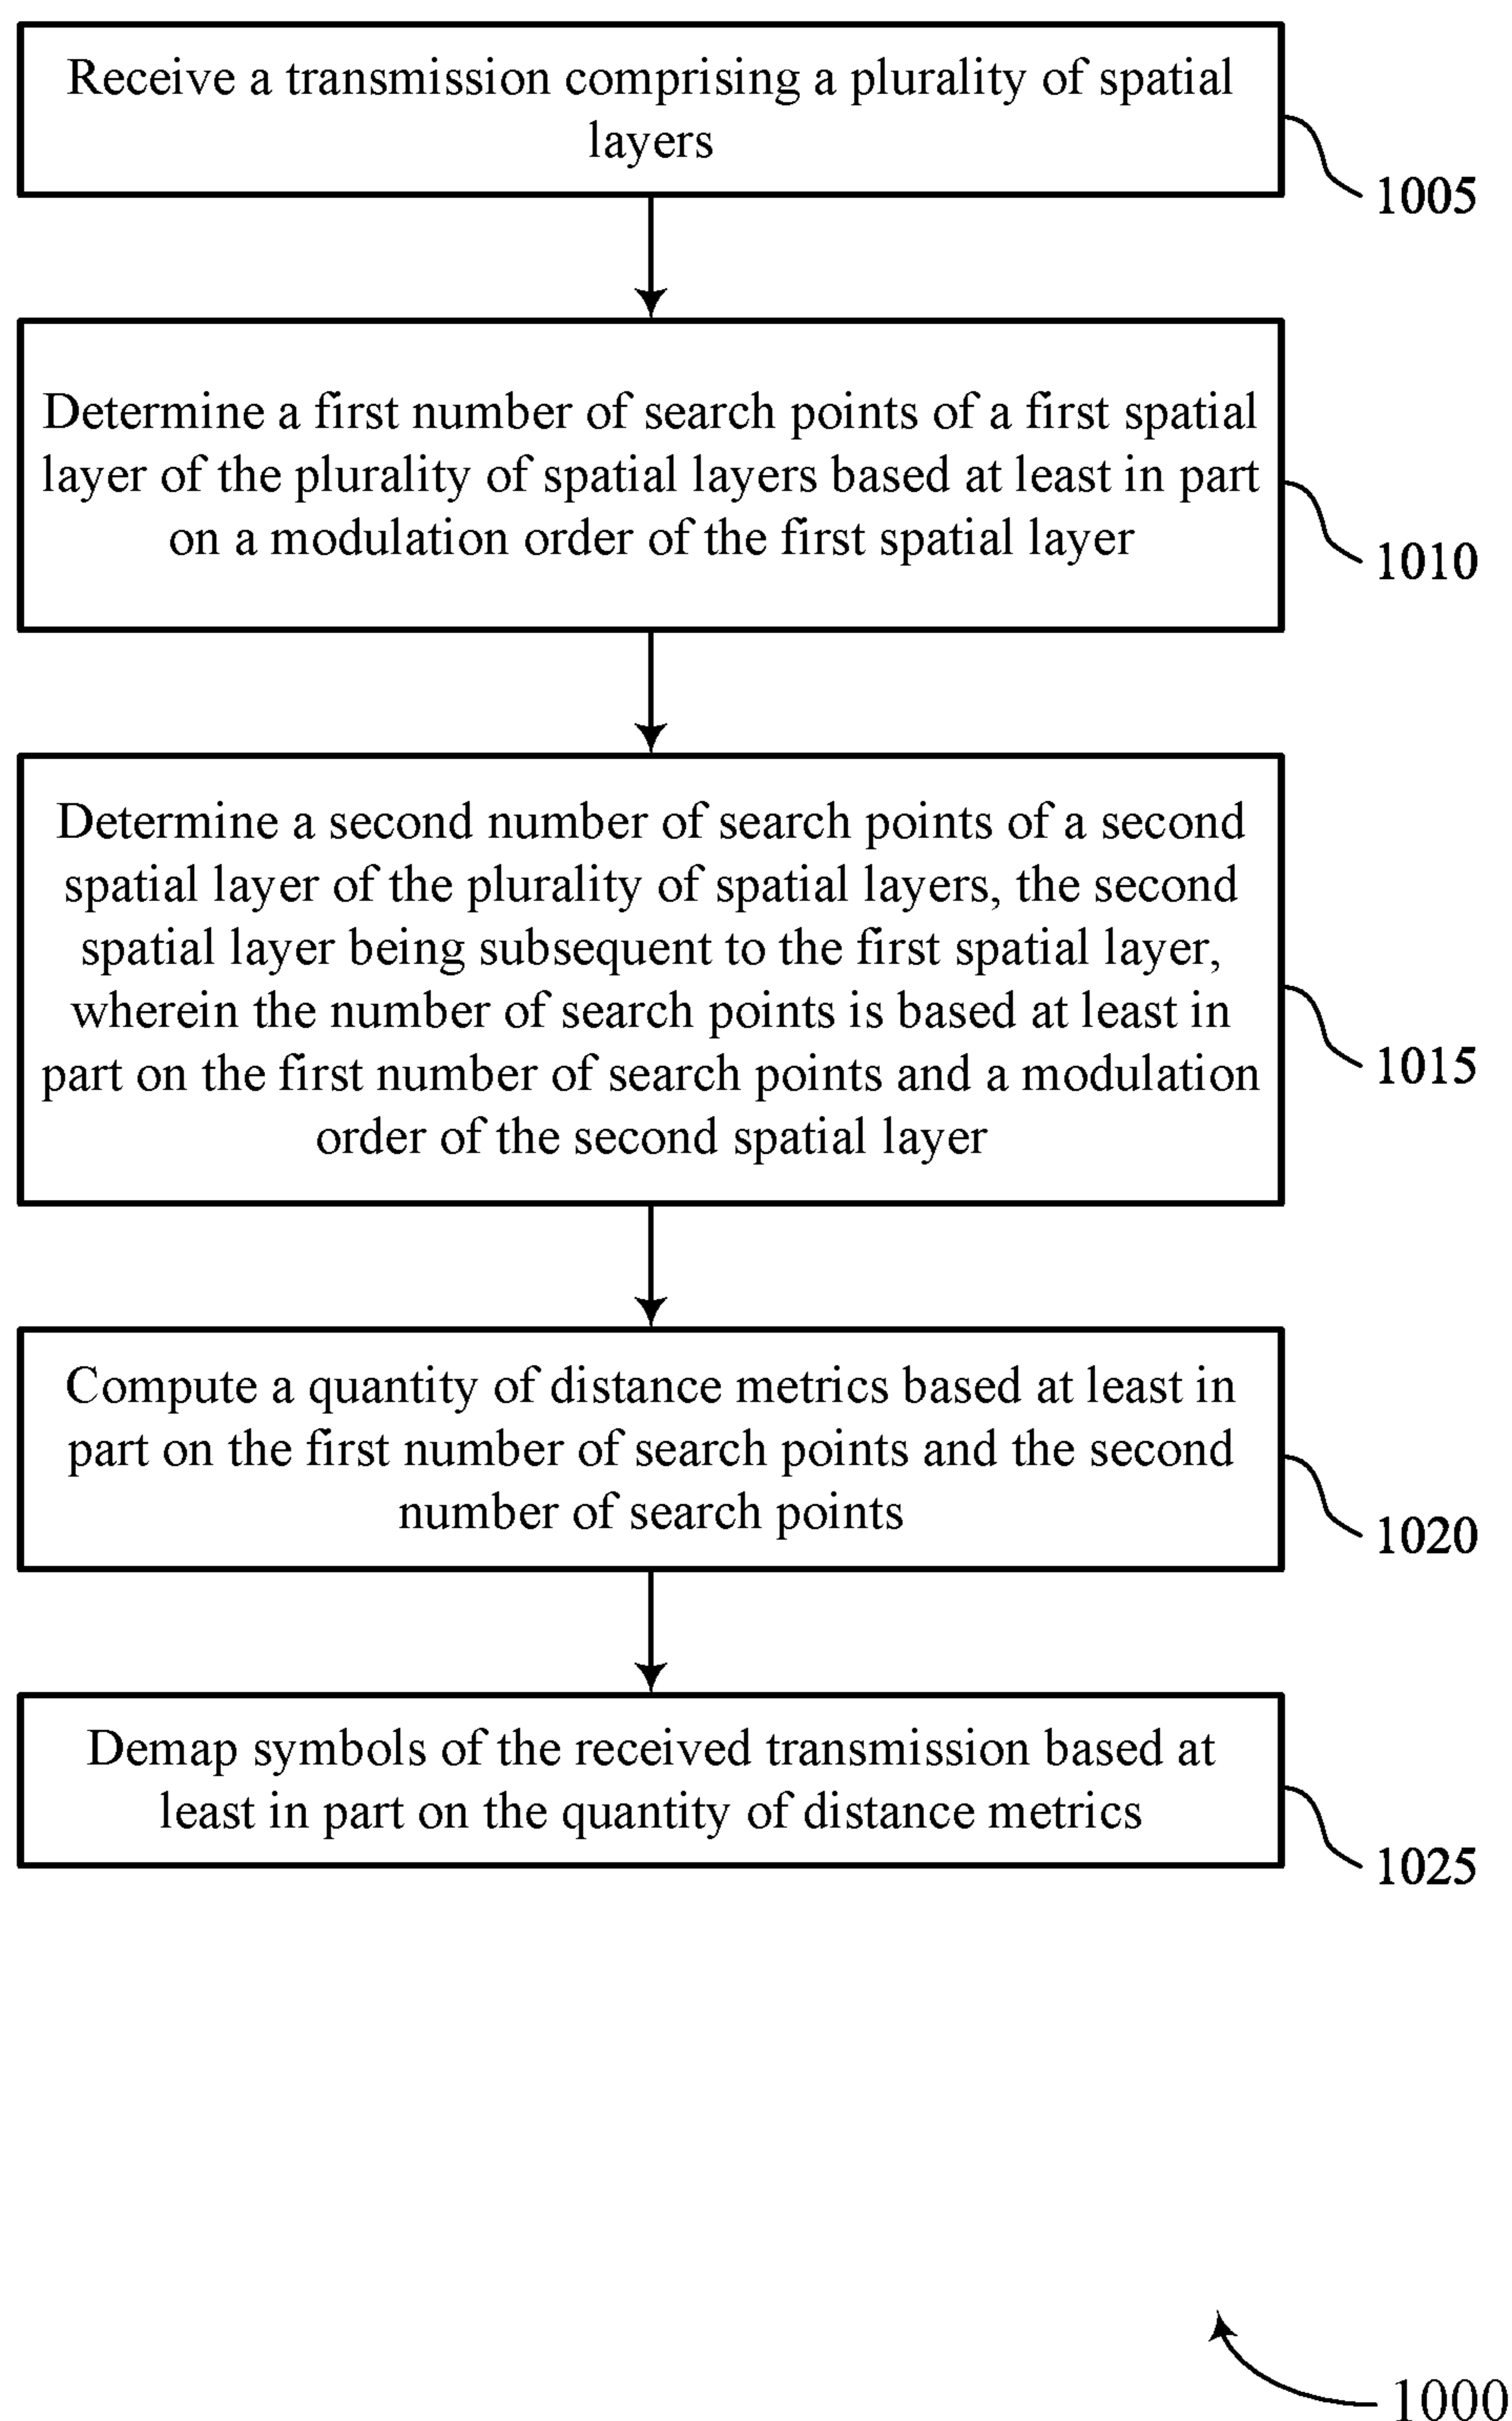 Receive a transmission comprising a plurality of spatial
layers
1005
Determine a first number of search points of a first spatial
layer of the plurality of spatial layers based at least in part
on a modulation order of the first spatial layer
1010
Determine a second number of search points of a second
spatial layer of the plurality of spatial layers, the second
spatial layer being subsequent to the first spatial layer,
wherein the number of search points is based at least in
part on the first number of search points and a modulation
order of the second spatial layer
1015
Compute a quantity of distance metrics based at least in
part on the first number of search points and the second
number of search points
1020
Demap symbols of the received transmission based at
least in part on the quantity of distance metrics
1025
1000